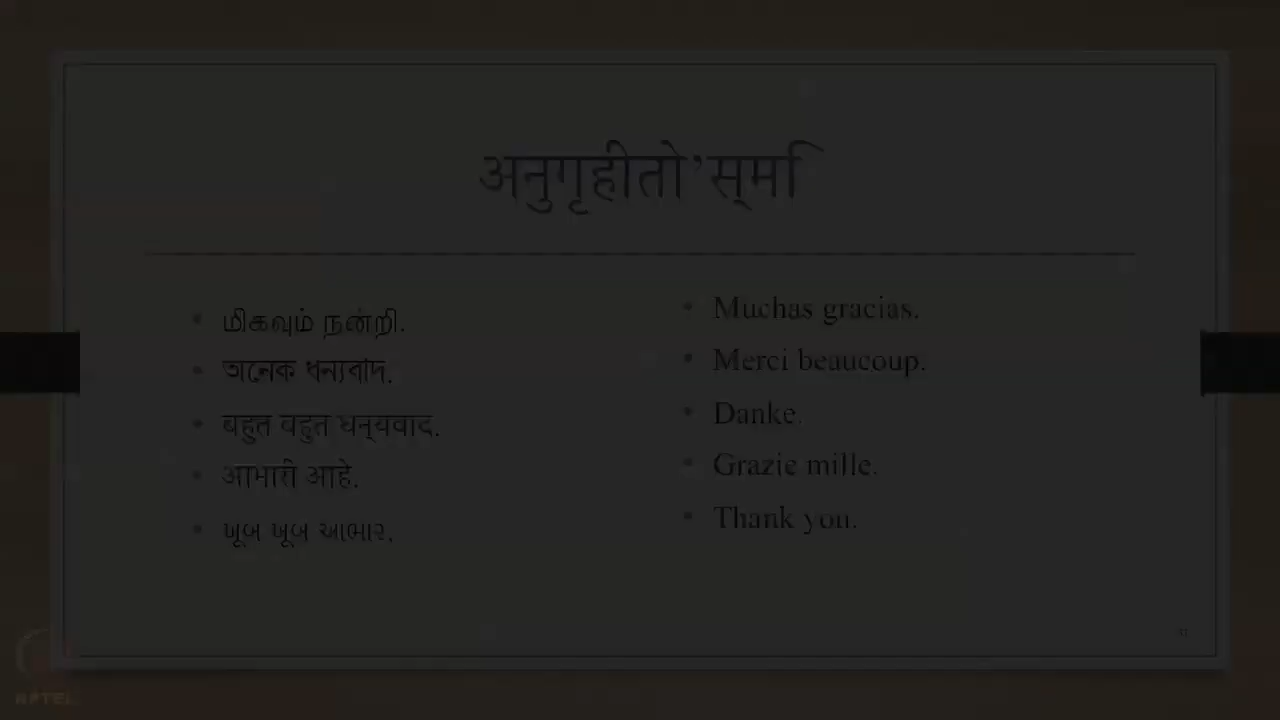 अनुगृहीतो’स्मि
மிகவும் நன்றி.
অনেক ধন্যবাদ.
बहुत बहुत धन्यवाद.
आभारी आहे.
ખૂબ ખૂબ આભાર.
Muchas gracias.
Merci beaucoup.
Danke.
Grazie mille.
Thank you.
NPTEL